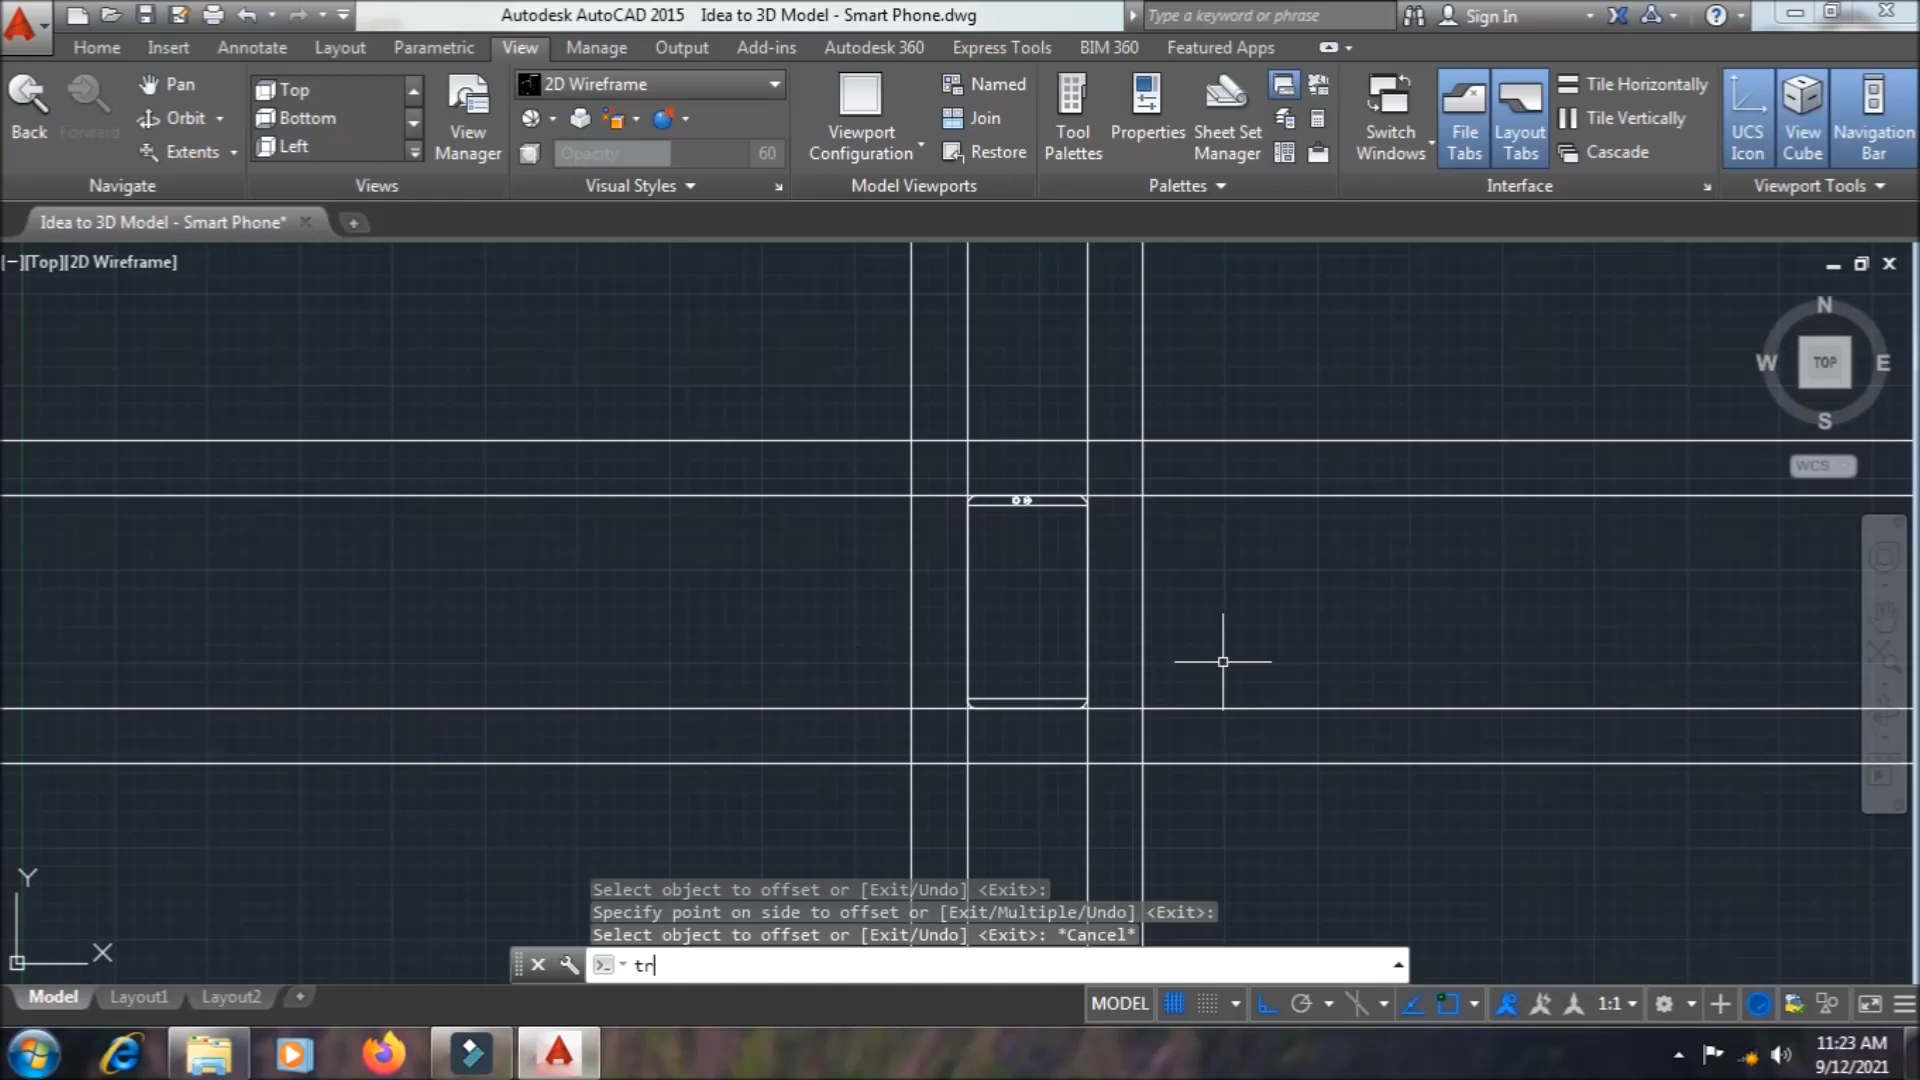 Autodesk AutoCAD 2015 Idea to 3D Model - Smart Phone.dwg
Type a keyword or phrase
Sign In
Home Insert Annotate Layout Parametric View Manage Output Add-ins Autodesk 360 Express Tools BIM 360 Featured Apps
Back
Forward
Pan
Orbit
Extents
Navigate
Top
Bottom
Left
View
Manager
Views
2D Wireframe
Opacity 60
Visual Styles
Viewport
Configuration
Named
Join
Restore
Model Viewports
Tool
Palettes
Properties
Sheet Set
Manager
Palettes
Switch
Windows
File
Tabs
Layout
Tabs
Tile Horizontally
Tile Vertically
Cascade
Interface
UCS
Icon
View
Cube
Navigation
Bar
Viewport Tools
Idea to 3D Model - Smart Phone*
[−][Top][2D Wireframe]
N
W TOP E
S
WCS
Y
X
Select object to offset or [Exit/Undo] <Exit>:
Specify point on side to offset or [Exit/Multiple/Undo] <Exit>:
Select object to offset or [Exit/Undo] <Exit>: *Cancel*
tr
Model Layout1 Layout2
MODEL 1:1
11:23 AM
9/12/2021